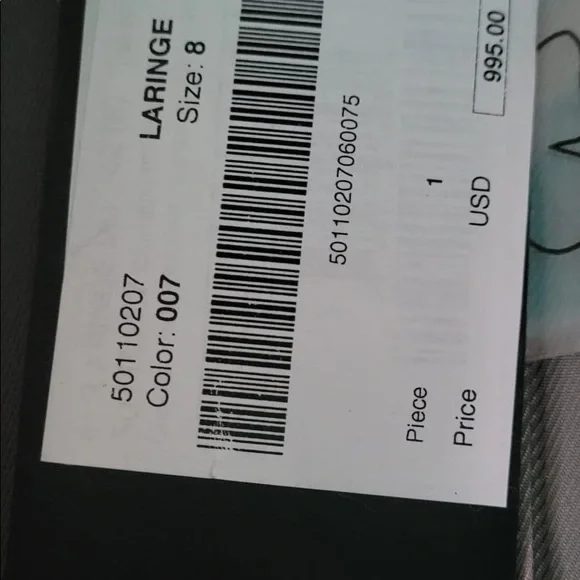 50110207 LARINGE
Color: 007 Size: 8
50110207060075
Piece 1
Price USD 995.00